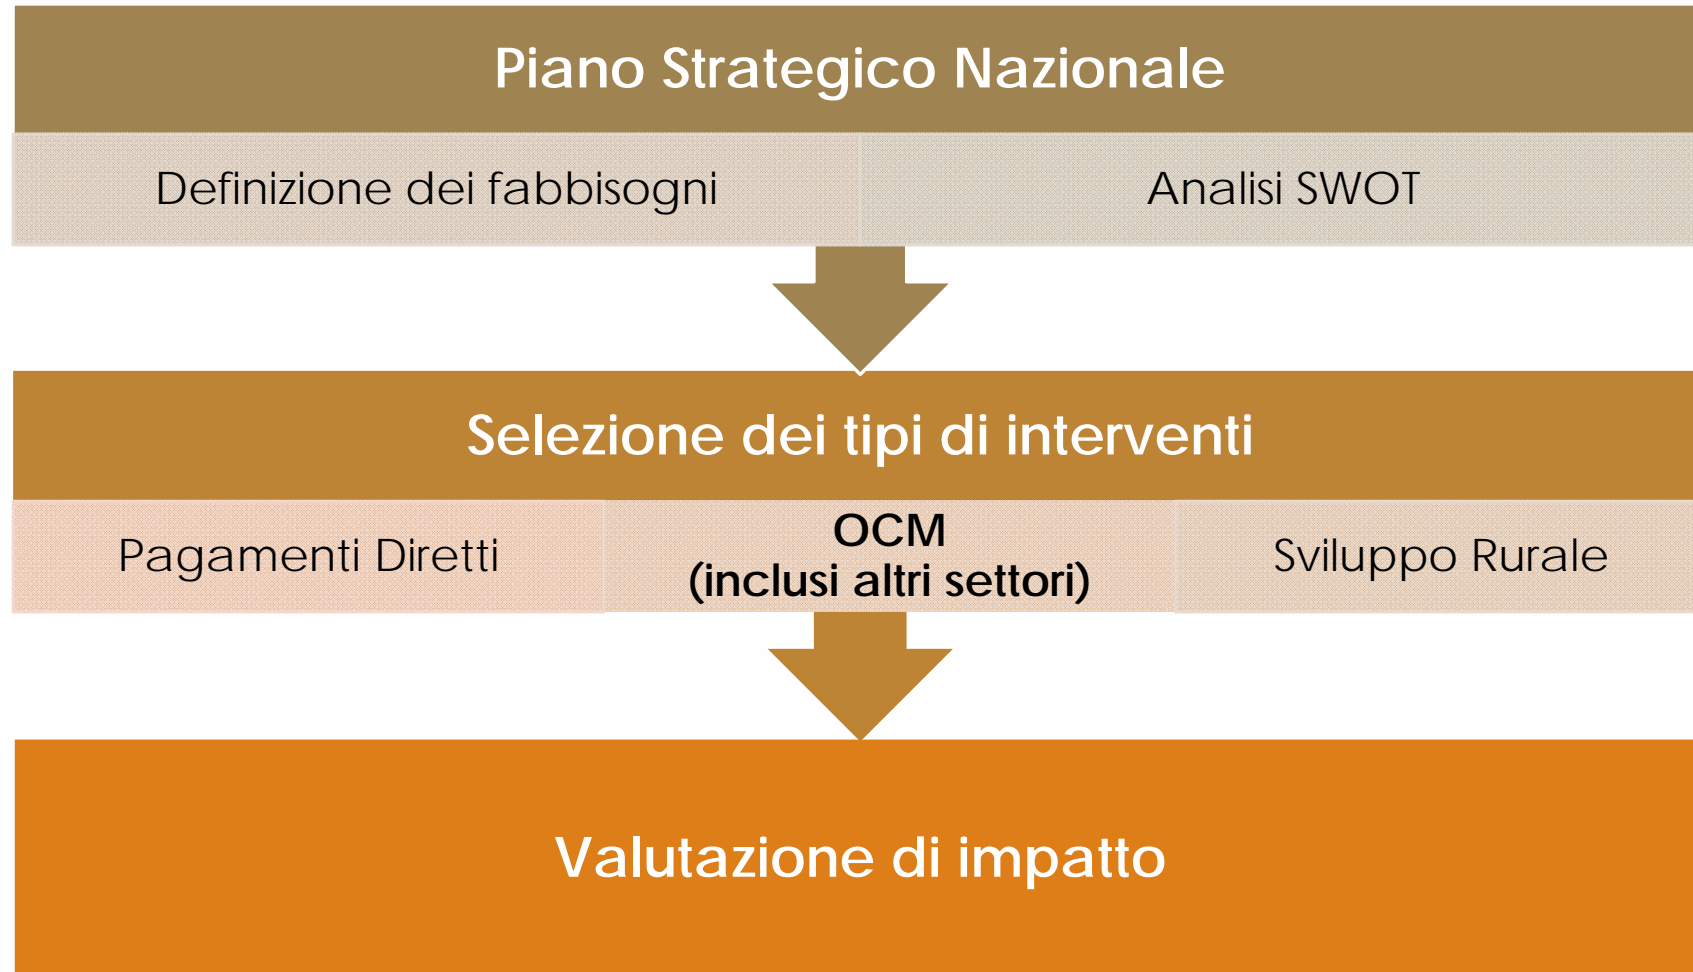 Piano Strategico Nazionale
Definizione dei fabbisogni
Analisi SWOT
Selezione dei tipi di interventi
Pagamenti Diretti
OCM
(inclusi altri settori)
Sviluppo Rurale
Valutazione di impatto